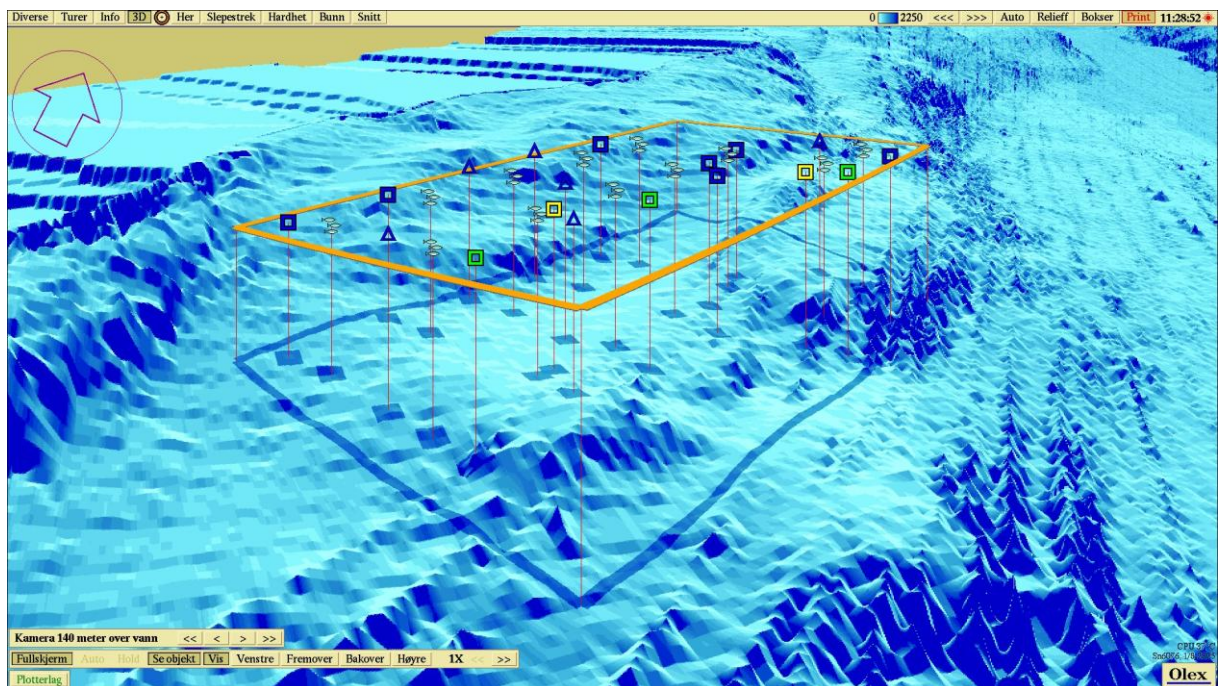 Diverse Turer Info 3D Her Slepestrek Hardhet Bunn Snitt 0 2250 <<< >>> Auto Relieff Bokser Print 11:28:52
Kamera 140 meter over vann << < > >>
Fullskjerm Auto Hold Se objekt Vis Venstre Fremover Bakover Høyre 1X << >>
Plotterlag Olex